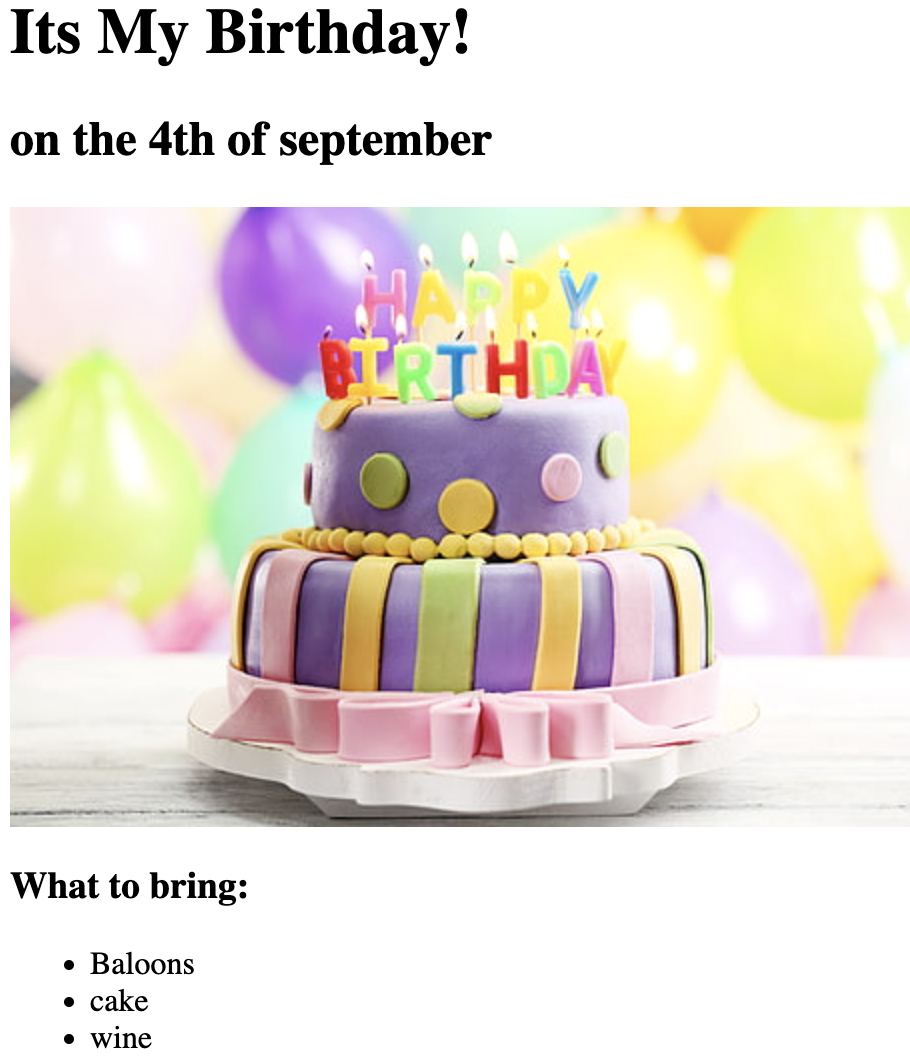 Its My Birthday!
on the 4th of september
HAPPY
BIRTHDAY
What to bring:
Baloons
cake
wine